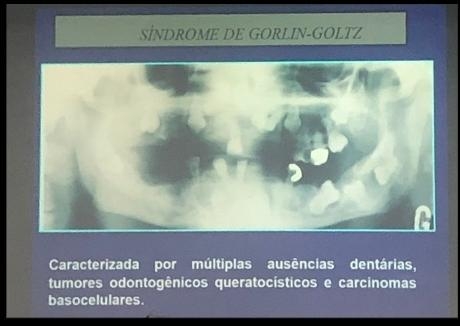 SÍNDROME DE GORLIN-GOLTZ
G
Caracterizada por múltiplas ausências dentárias,
tumores odontogênicos queratocísticos e carcinomas
basocelulares.